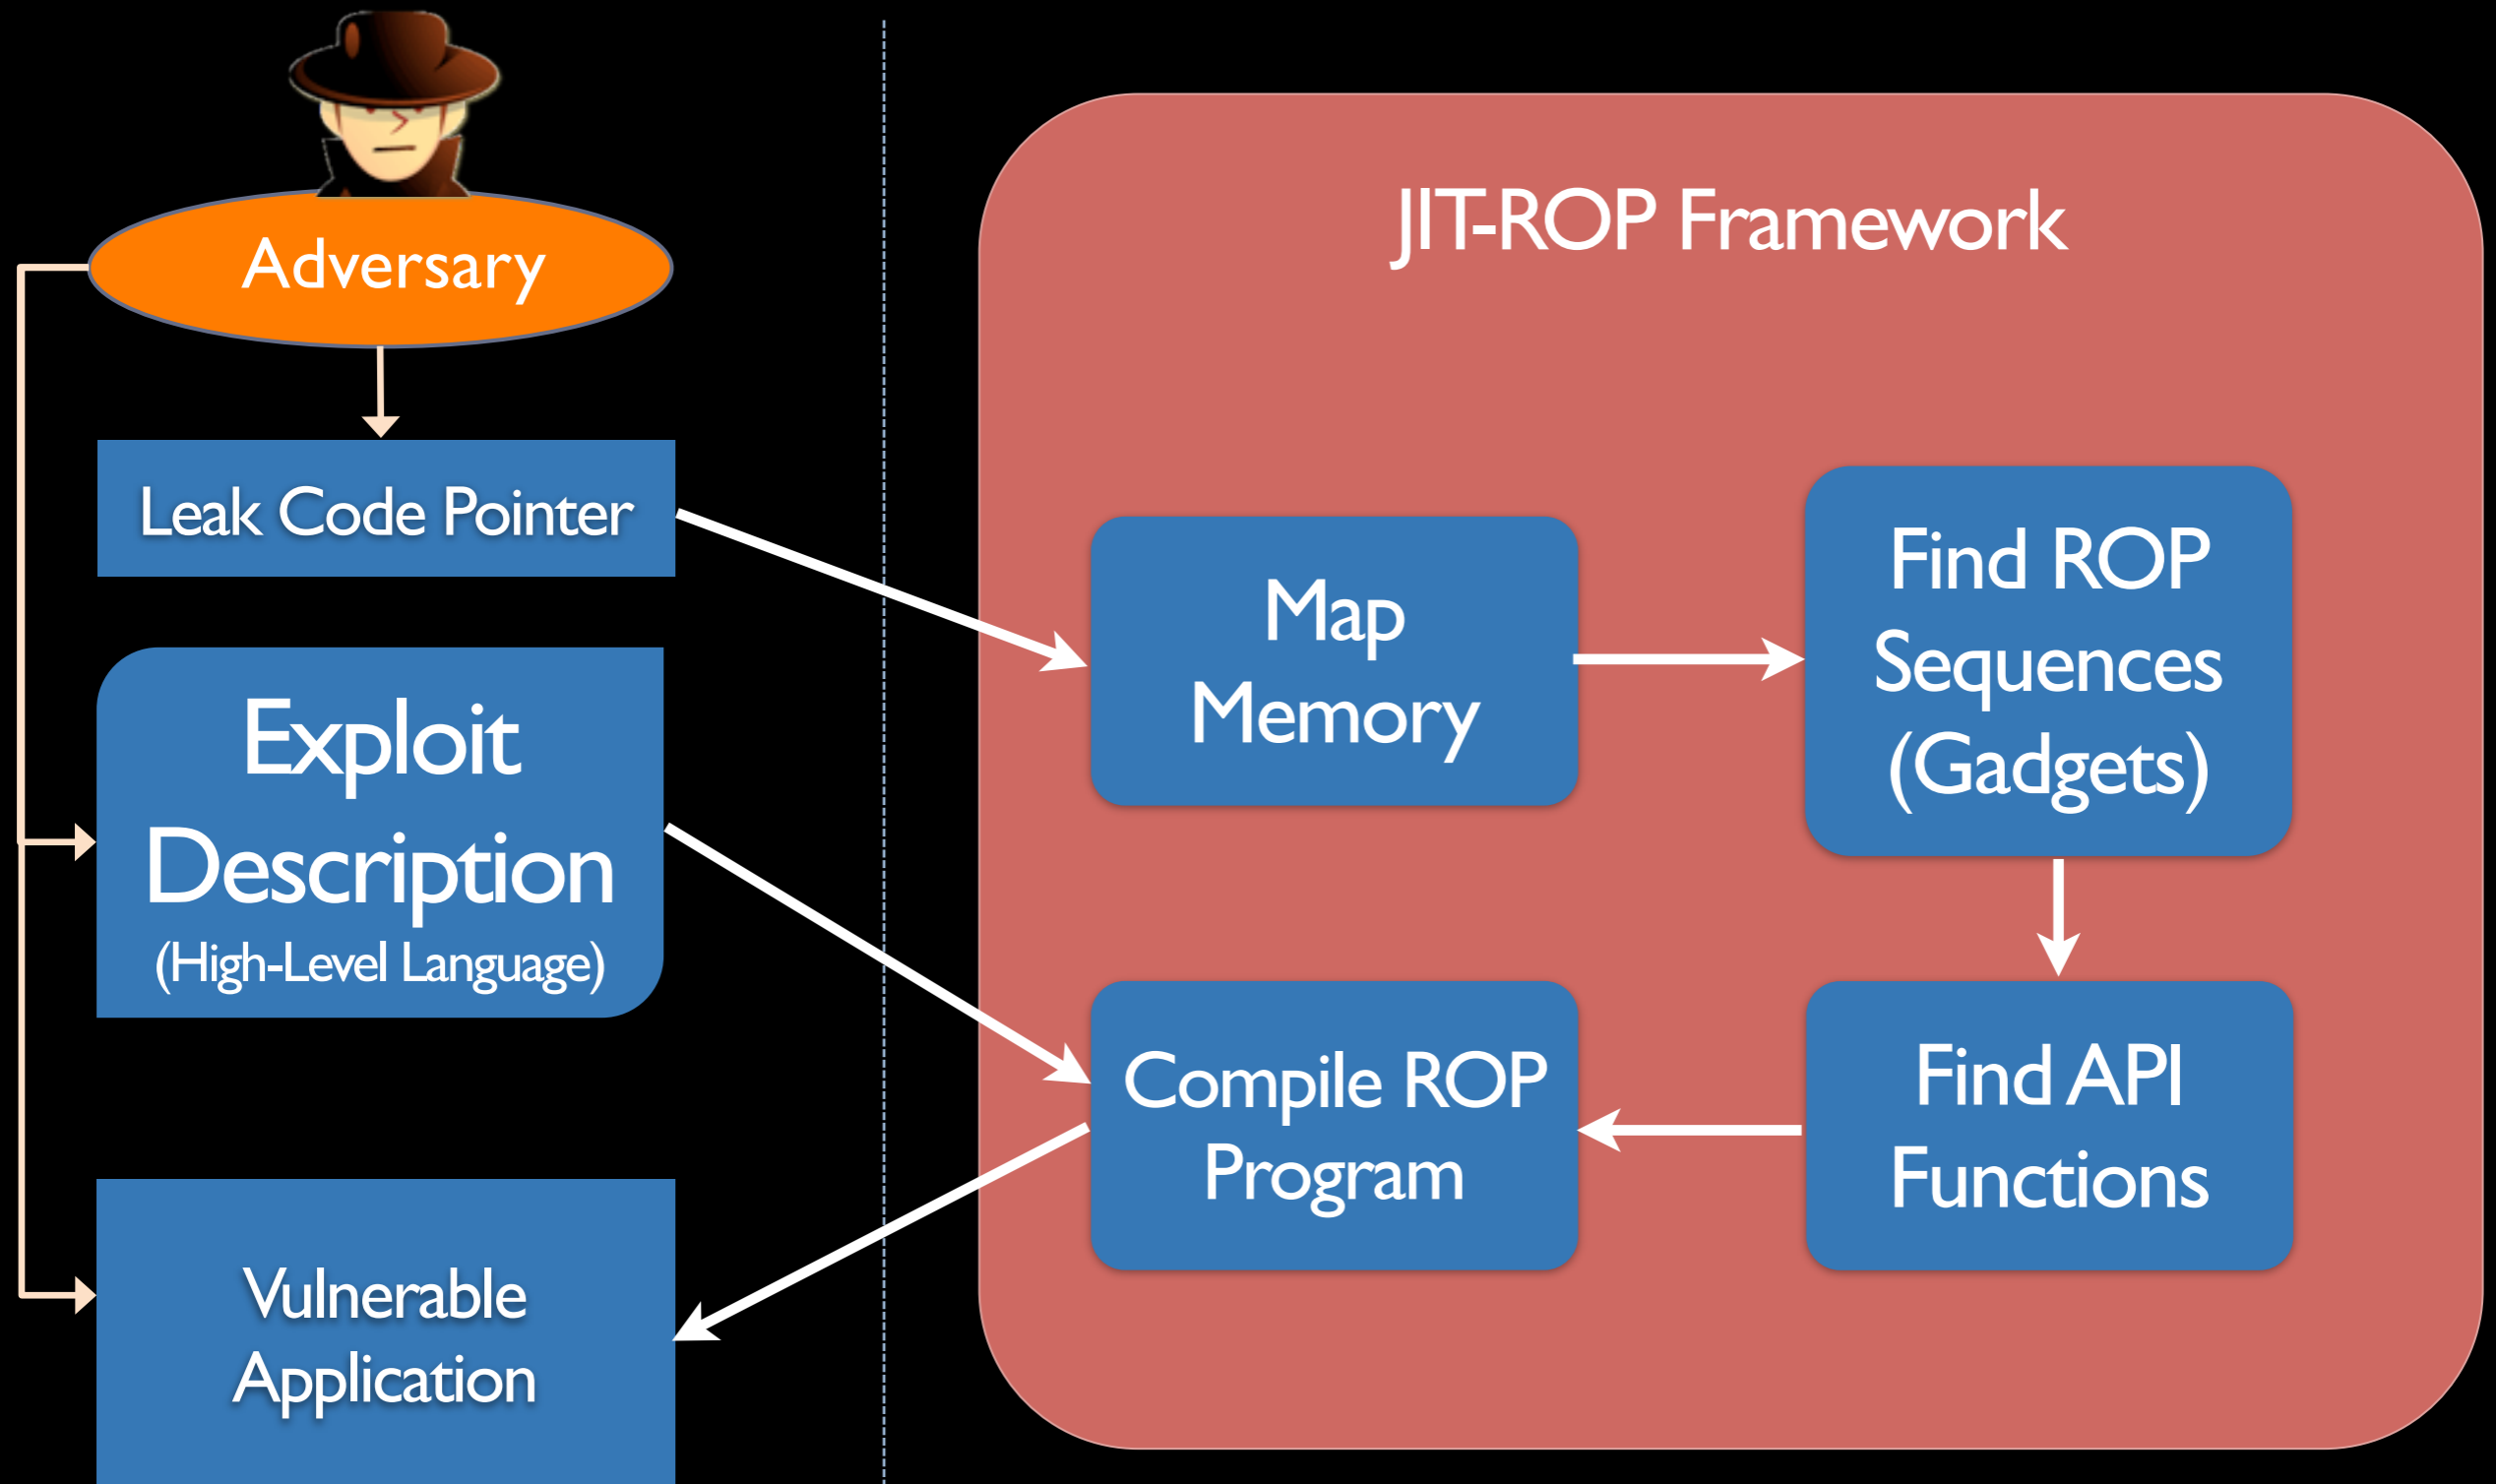 Adversary
Leak Code Pointer
Exploit
Description
(High-Level Language)
Vulnerable
Application
JIT-ROP Framework
Map
Memory
Find ROP
Sequences
(Gadgets)
Compile ROP
Program
Find API
Functions